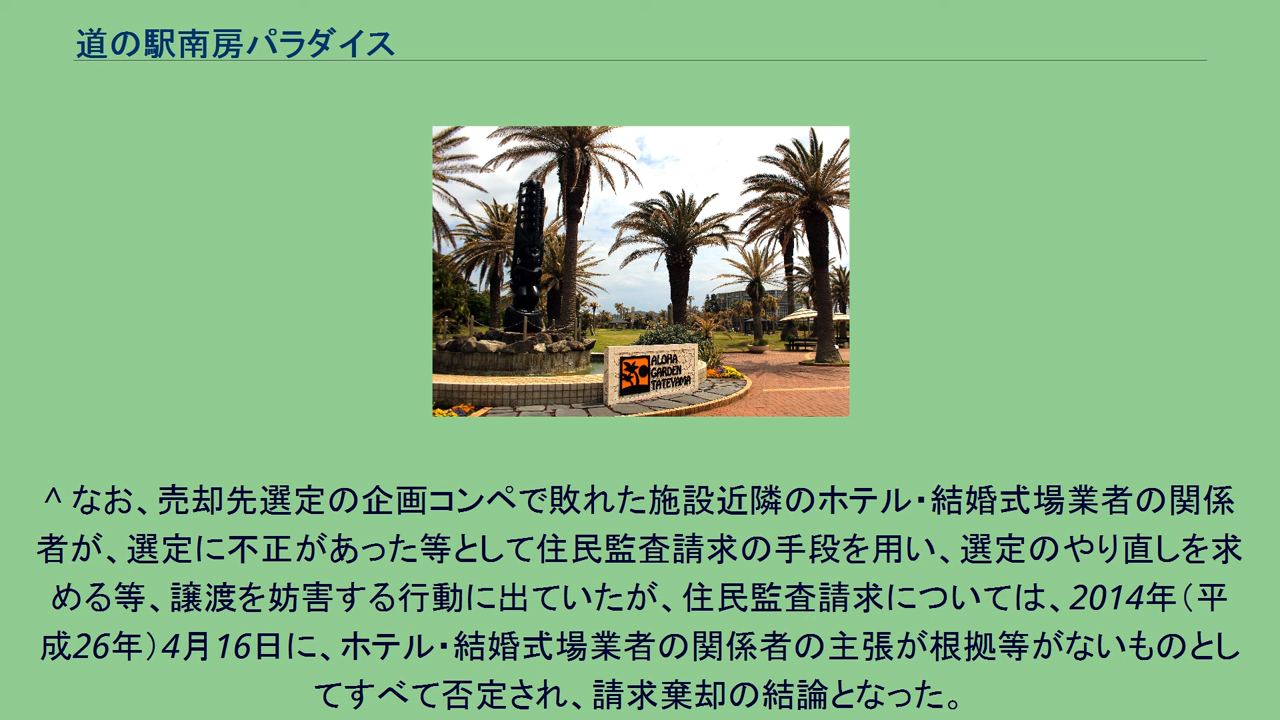 道の駅南房パラダイス
ALOHA
GARDEN
TATEYAMA
^ なお、売却先選定の企画コンペで敗れた施設近隣のホテル・結婚式場業者の関係
者が、選定に不正があった等として住民監査請求の手段を用い、選定のやり直しを求
める等、譲渡を妨害する行動に出ていたが、住民監査請求については、2014年（平
成26年）4月16日に、ホテル・結婚式場業者の関係者の主張が根拠等がないものとし
てすべて否定され、請求棄却の結論となった。